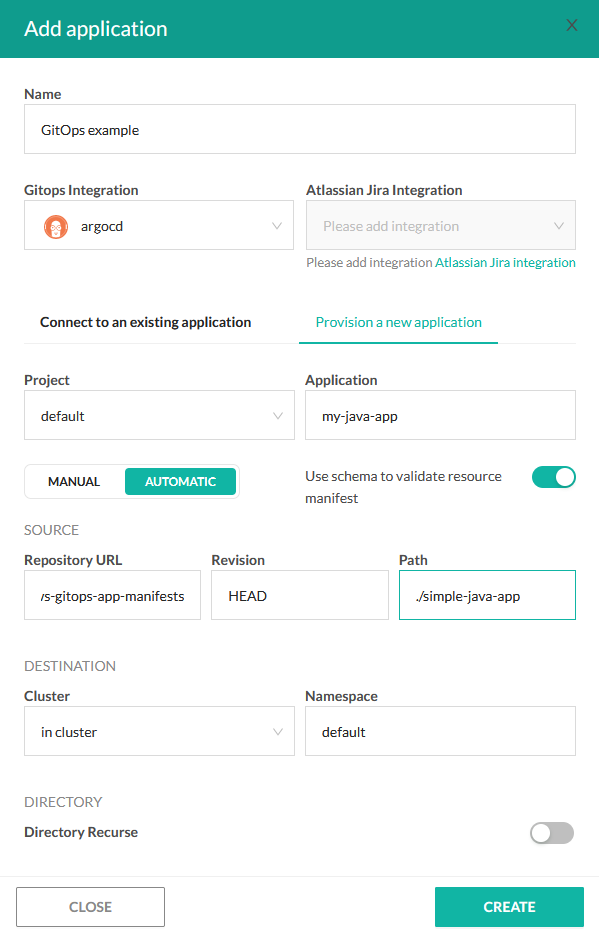 Add application
Name
GitOps example
Gitops Integration
Atlassian Jira Integration
argocd
Please add integration
Please add integration Atlassian Jira integration
Connect to an existing application
Provision a new application
Project
Application
default
my-java-app
MANUAL
AUTOMATIC
Use schema to validate resource
manifest
SOURCE
Repository URL
Revision
Path
s-gitops-app-manifests
HEAD
./simple-java-app
DESTINATION
Cluster
Namespace
in cluster
default
DIRECTORY
Directory Recurse
CLOSE
CREATE